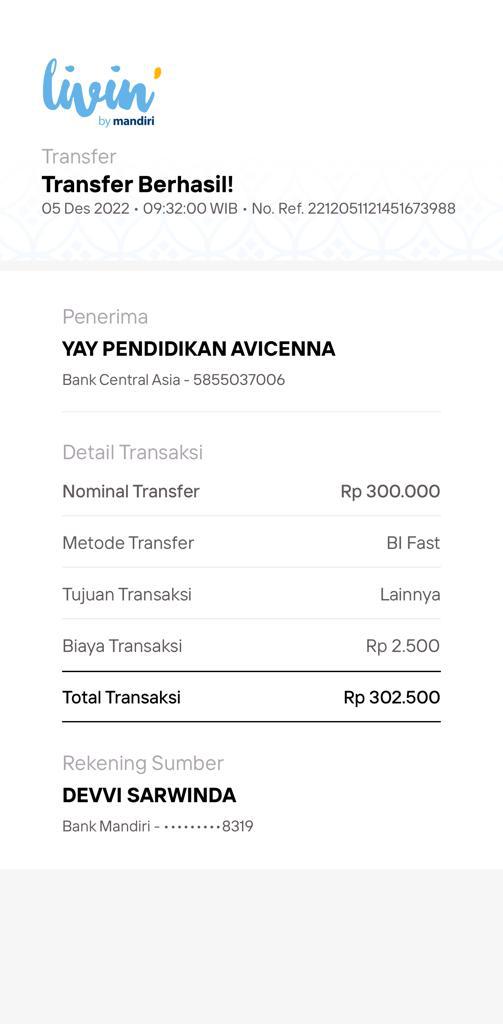 livin'
by mandiri
Transfer
Transfer Berhasil!
05 Des 2022 • 09:32:00 WIB • No. Ref. 2212051121451673988
Penerima
YAY PENDIDIKAN AVICENNA
Bank Central Asia - 5855037006
Detail Transaksi
Nominal Transfer Rp 300.000
Metode Transfer BI Fast
Tujuan Transaksi Lainnya
Biaya Transaksi Rp 2.500
Total Transaksi Rp 302.500
Rekening Sumber
DEVVI SARWINDA
Bank Mandiri - •••••••••8319